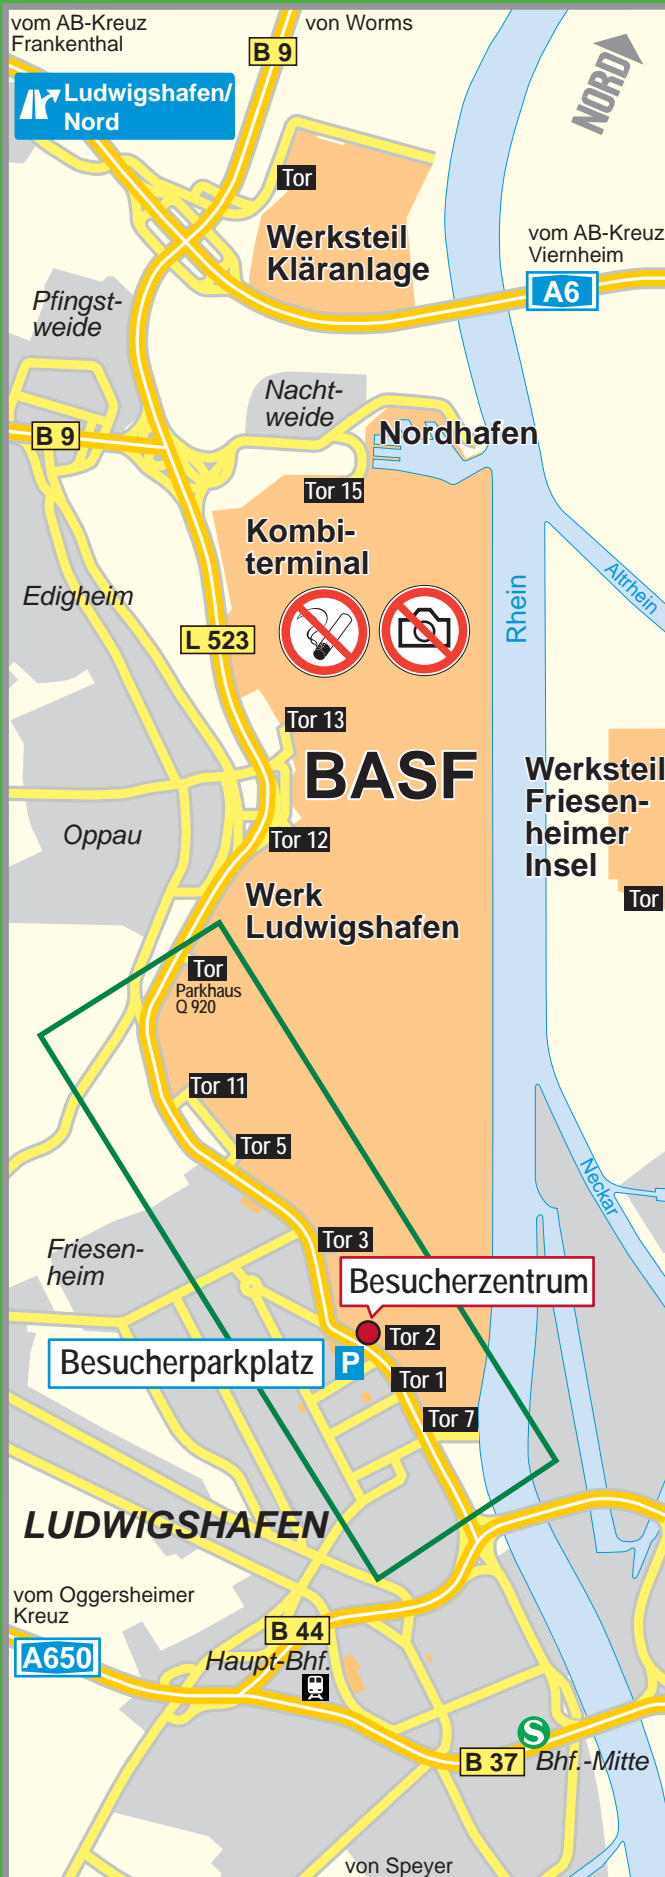 vom AB-Kreuz
Frankenthal
von Worms
B 9
NORD
Ludwigshafen/
Nord
Tor
Werksteil
Kläranlage
vom AB-Kreuz
Viernheim
A6
Pfingst-
weide
Nacht-
weide
B 9
Nordhafen
Tor 15
Kombi-
terminal
Edigheim
Altrhein
Rhein
L 523
Tor 13
BASF
Werksteil
Friesen-
heimer
Insel
Oppau
Tor 12
Tor
Werk
Ludwigshafen
Tor
Parkhaus
Q 920
Tor 11
Tor 5
Neckar
Friesen-
heim
Tor 3
Besucherzentrum
Tor 2
Besucherparkplatz
P
Tor 1
Tor 7
LUDWIGSHAFEN
vom Oggersheimer
Kreuz
B 44
A650
Haupt-Bhf.
S
B 37
Bhf.-Mitte
von Speyer